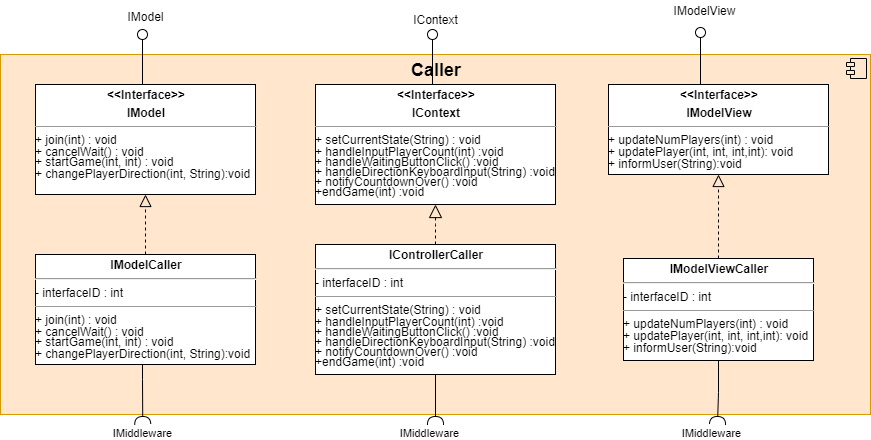 IModel
IContext
IModelView
Caller
<<Interface>>
IModel
+ join(int) : void
+ cancelWait() : void
+ startGame(int, int) : void
+ changePlayerDirection(int, String):void
<<Interface>>
IContext
+ setCurrentState(String) : void
+ handleInputPlayerCount(int) :void
+ handleWaitingButtonClick() :void
+ handleDirectionKeyboardInput(String) :void
+ notifyCountdownOver() : void
+endGame(int) :void
<<Interface>>
IModelView
+ updateNumPlayers(int) : void
+ updatePlayer(int, int, int,int): void
+ informUser(String):void
IModelCaller
- interfaceID : int
+ join(int) : void
+ cancelWait() : void
+ startGame(int, int) : void
+ changePlayerDirection(int, String):void
IControllerCaller
- interfaceID : int
+ setCurrentState(String) : void
+ handleInputPlayerCount(int) :void
+ handleWaitingButtonClick() :void
+ handleDirectionKeyboardInput(String) :void
+ notifyCountdownOver() : void
+endGame(int) :void
IModelViewCaller
- interfaceID : int
+ updateNumPlayers(int) : void
+ updatePlayer(int, int, int,int): void
+ informUser(String):void
IMiddleware
IMiddleware
IMiddleware